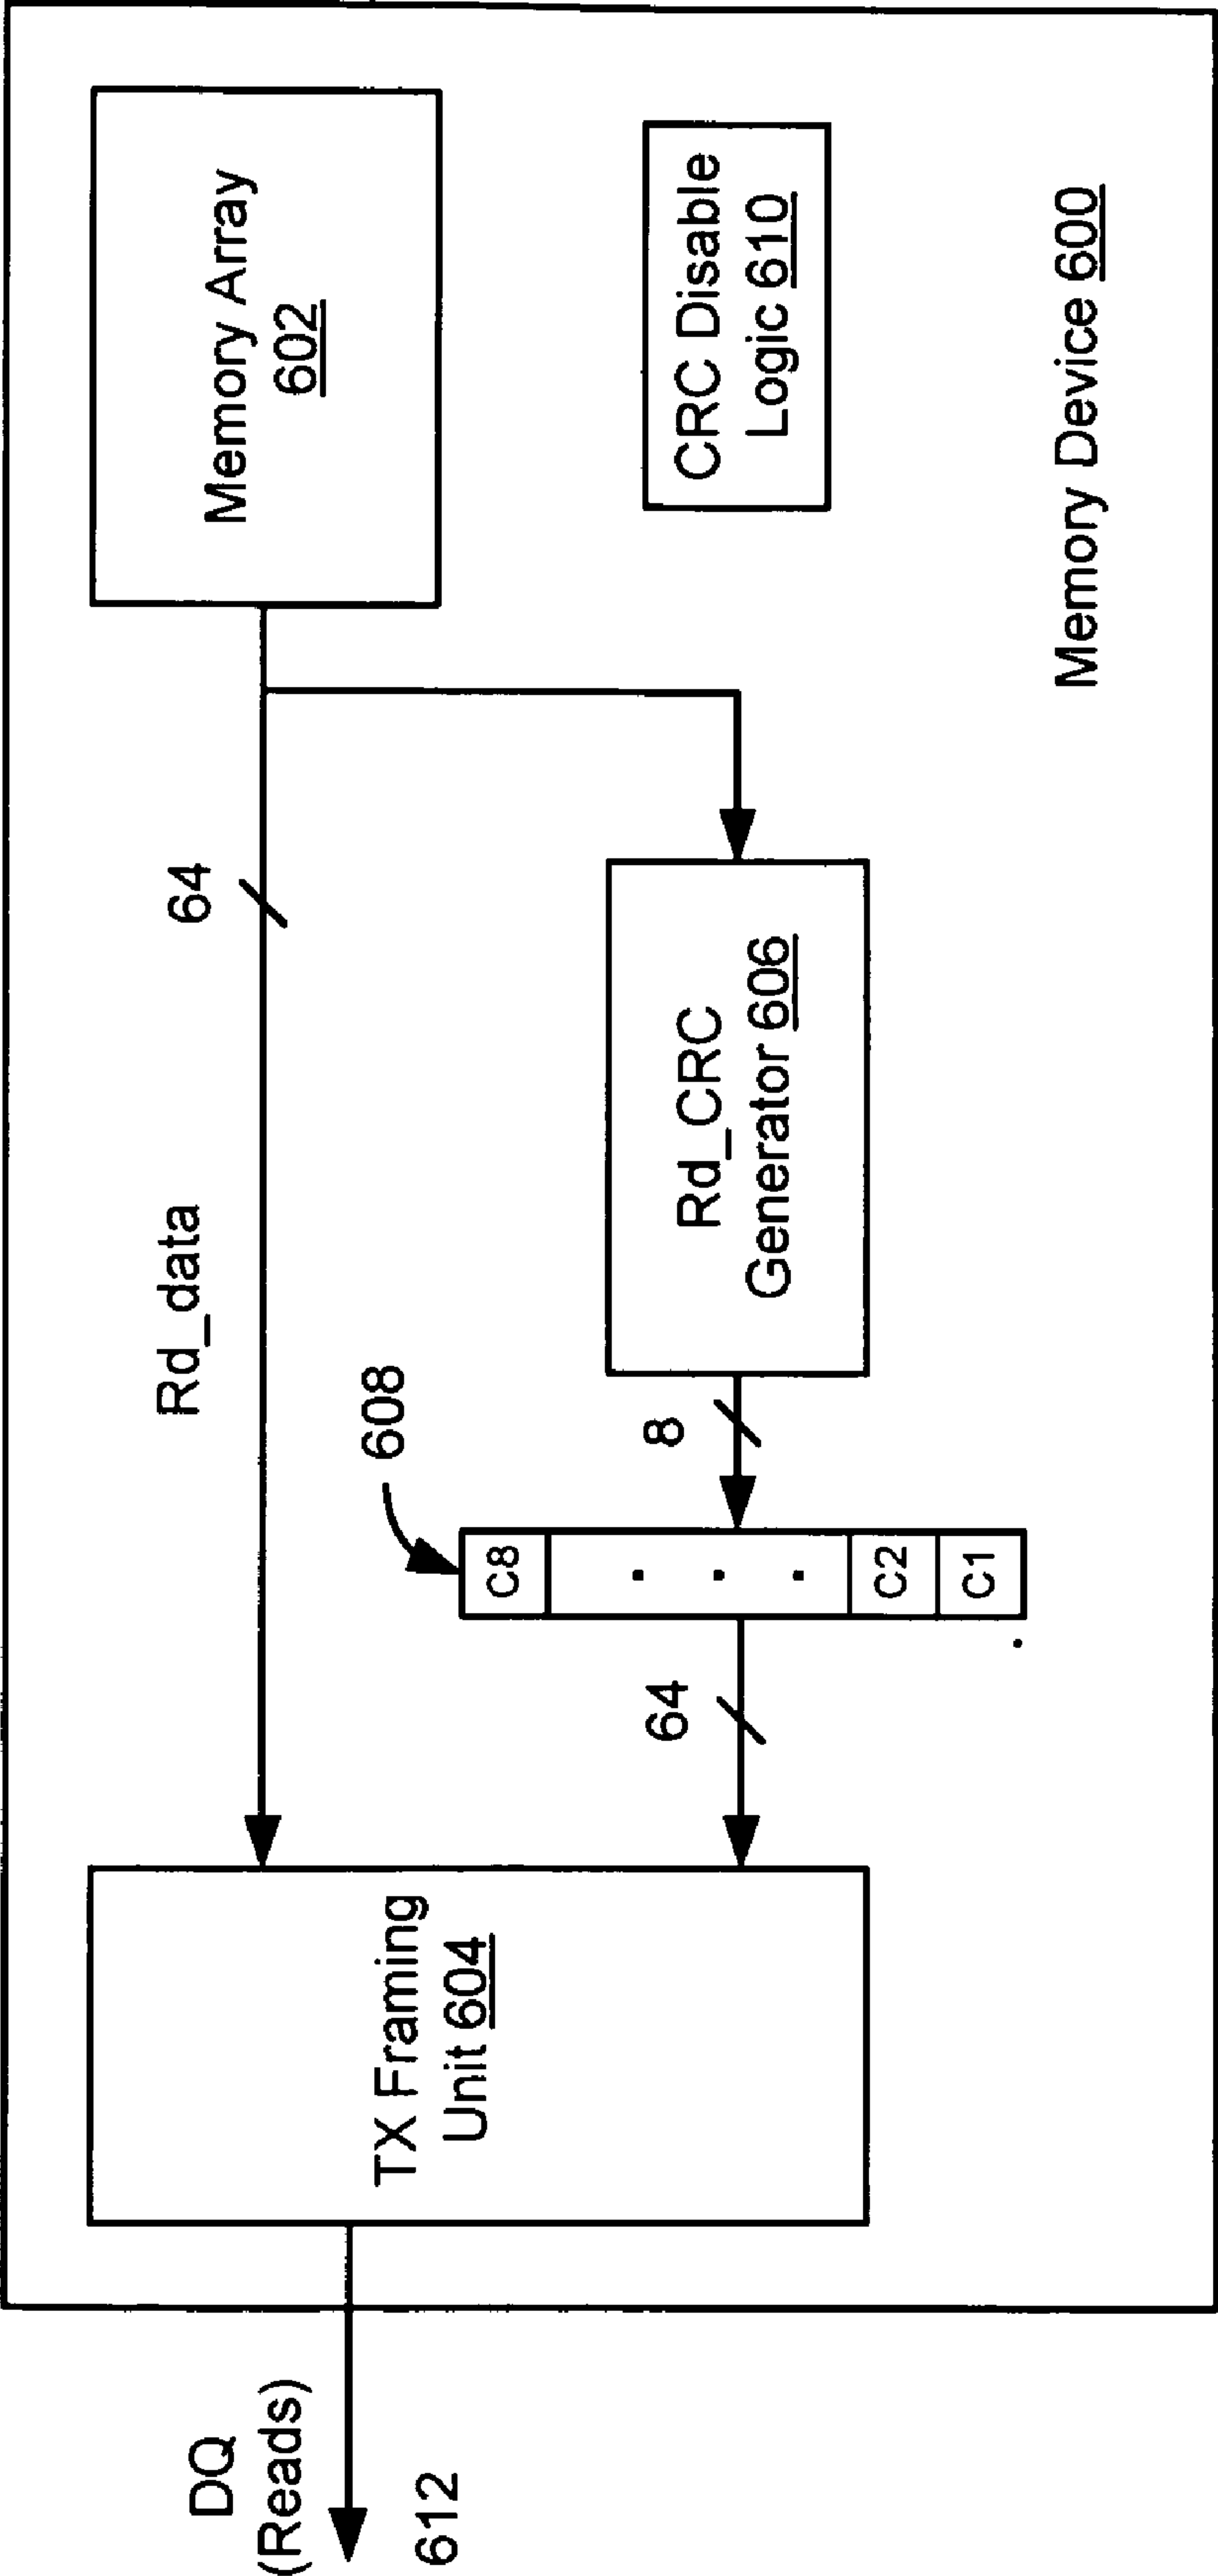 DQ
(Reads)
612
TX Framing
Unit 604
Rd_data
64
Memory Array
602
608
C8
C2
C1
64
8
Rd_CRC
Generator 606
CRC Disable
Logic 610
Memory Device 600